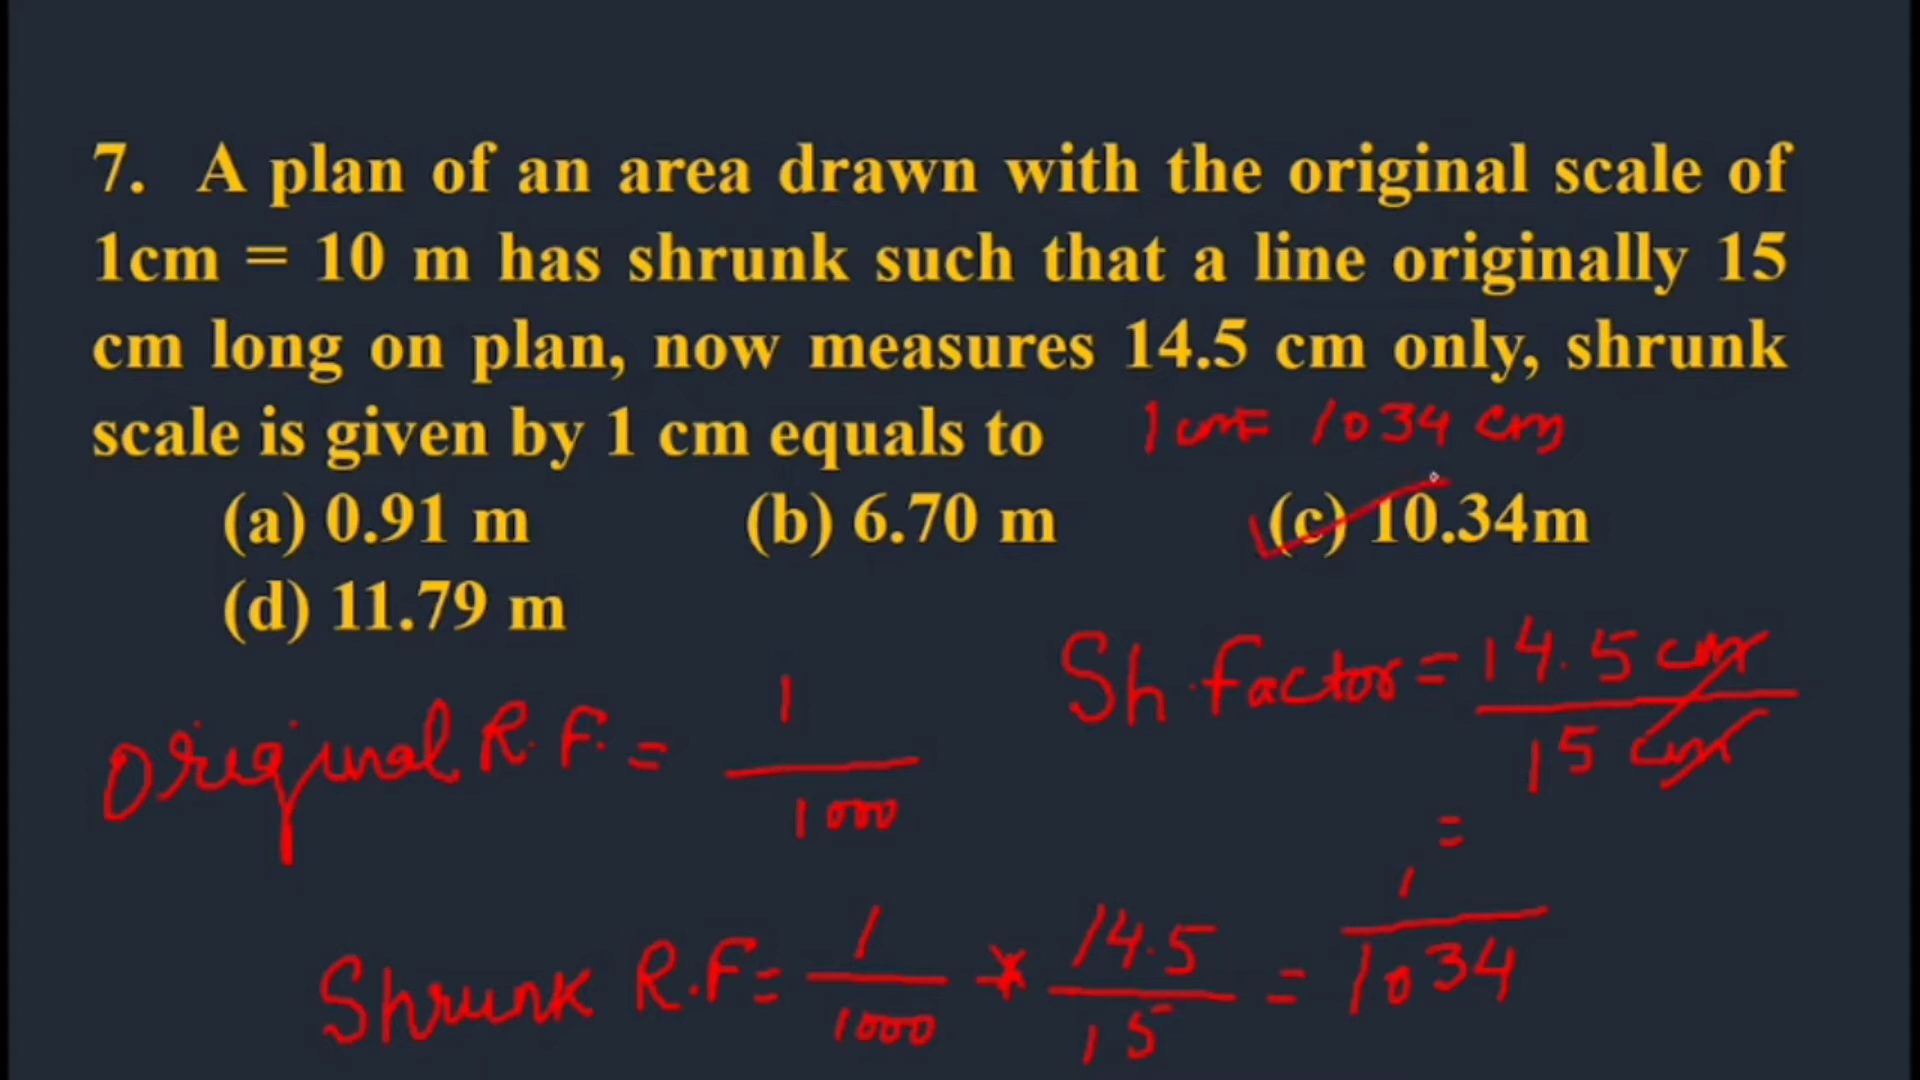 7. A plan of an area drawn with the original scale of
1cm = 10 m has shrunk such that a line originally 15
cm long on plan, now measures 14.5 cm only, shrunk
scale is given by 1 cm equals to 1 cm = 1034 cm
(a) 0.91 m (b) 6.70 m (c) 10.34m
(d) 11.79 m
Sh. factor = 14.5 cm / 15 cm
Original R.F. = 1 / 1000
=
Shrunk R.F = 1 / 1000 * 14.5 / 15 = 1 / 1034